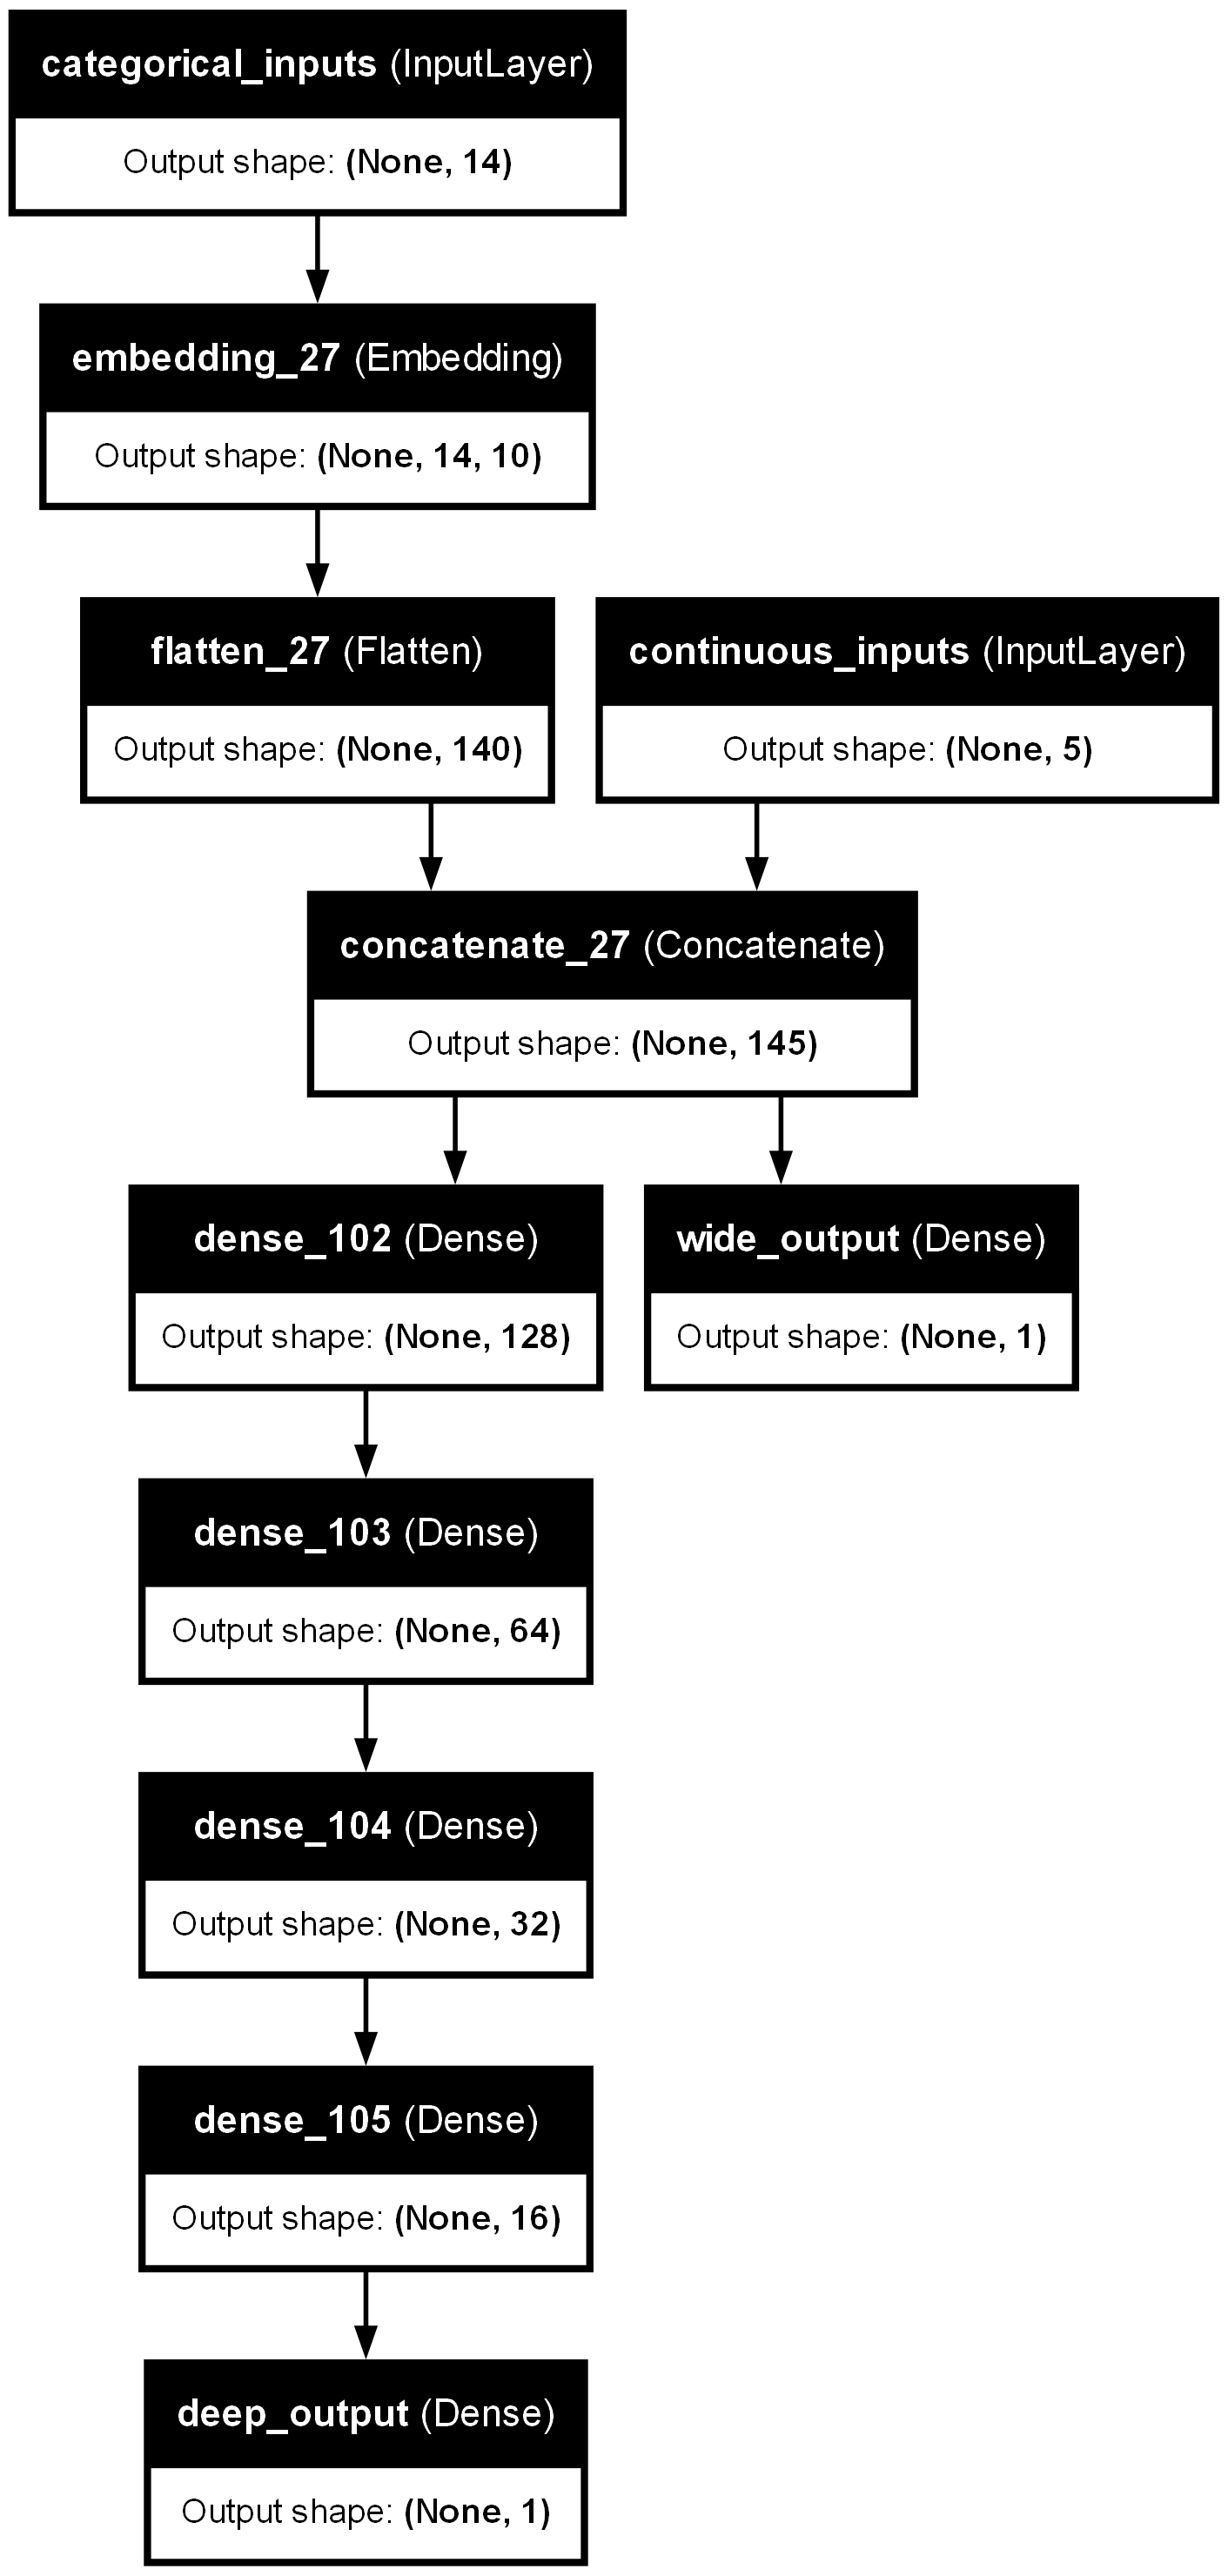 categorical_inputs (InputLayer)
Output shape: (None, 14)
embedding_27 (Embedding)
Output shape: (None, 14, 10)
flatten_27 (Flatten)
Output shape: (None, 140)
continuous_inputs (InputLayer)
Output shape: (None, 5)
concatenate_27 (Concatenate)
Output shape: (None, 145)
dense_102 (Dense)
Output shape: (None, 128)
wide_output (Dense)
Output shape: (None, 1)
dense_103 (Dense)
Output shape: (None, 64)
dense_104 (Dense)
Output shape: (None, 32)
dense_105 (Dense)
Output shape: (None, 16)
deep_output (Dense)
Output shape: (None, 1)